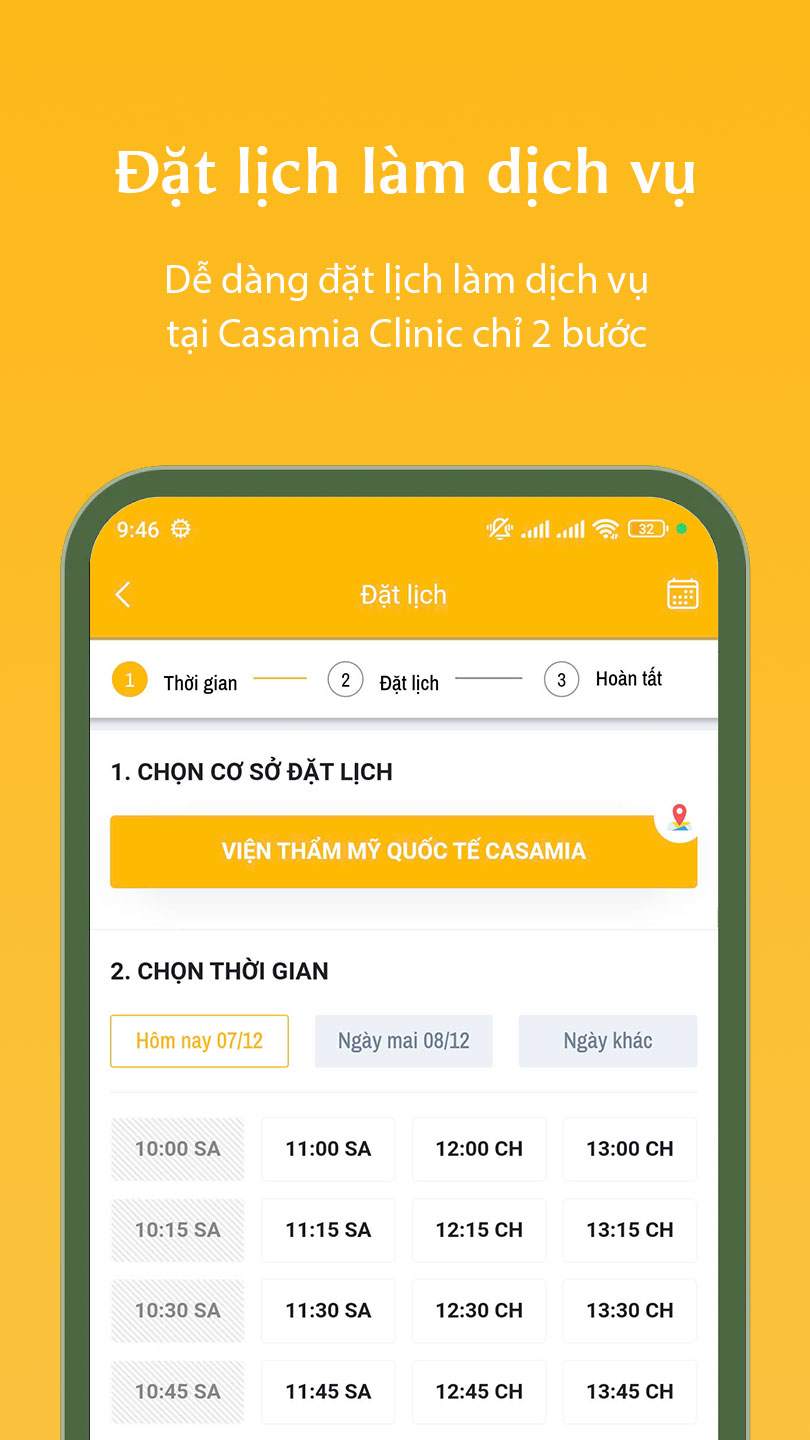 Đặt lịch làm dịch vụ
Dễ dàng đặt lịch làm dịch vụ
tại Casamia Clinic chỉ 2 bước
9:46 32
Đặt lịch
1 Thời gian 2 Đặt lịch 3 Hoàn tất
1. CHỌN CƠ SỞ ĐẶT LỊCH
VIỆN THẨM MỸ QUỐC TẾ CASAMIA
2. CHỌN THỜI GIAN
Hôm nay 07/12 Ngày mai 08/12 Ngày khác
10:00 SA 11:00 SA 12:00 CH 13:00 CH
10:15 SA 11:15 SA 12:15 CH 13:15 CH
10:30 SA 11:30 SA 12:30 CH 13:30 CH
10:45 SA 11:45 SA 12:45 CH 13:45 CH